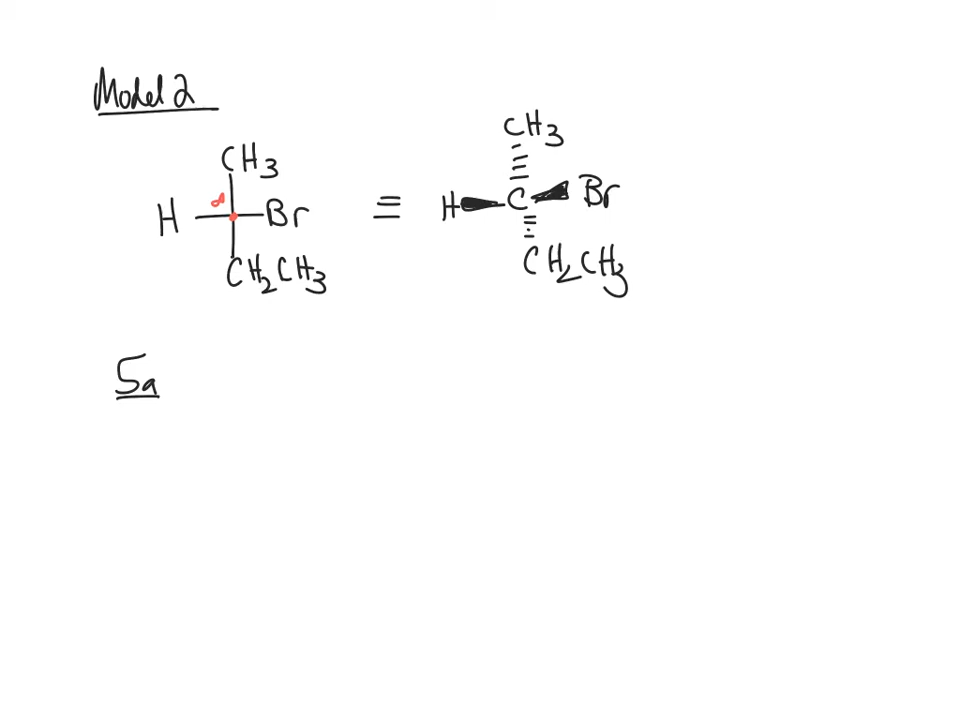 Model 2
CH3 CH3
H Br ≡ H C Br
CH2CH3 CH2CH3
5a